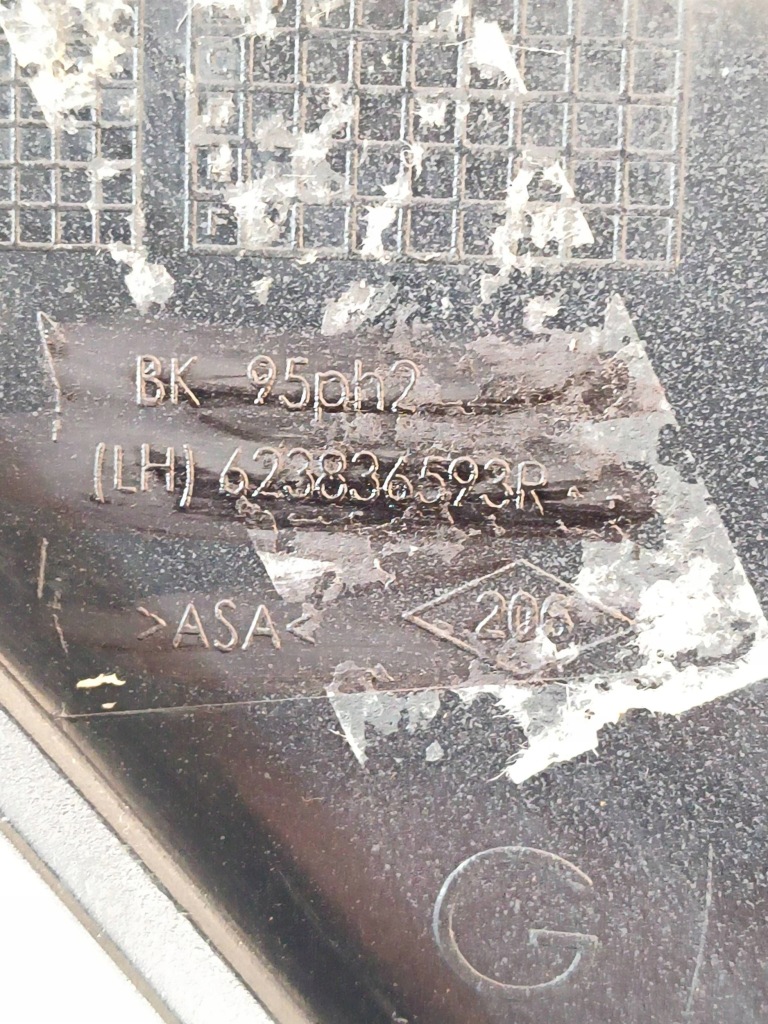 F
BK 95ph2
(LH) 623836593R
>ASA< 206
G